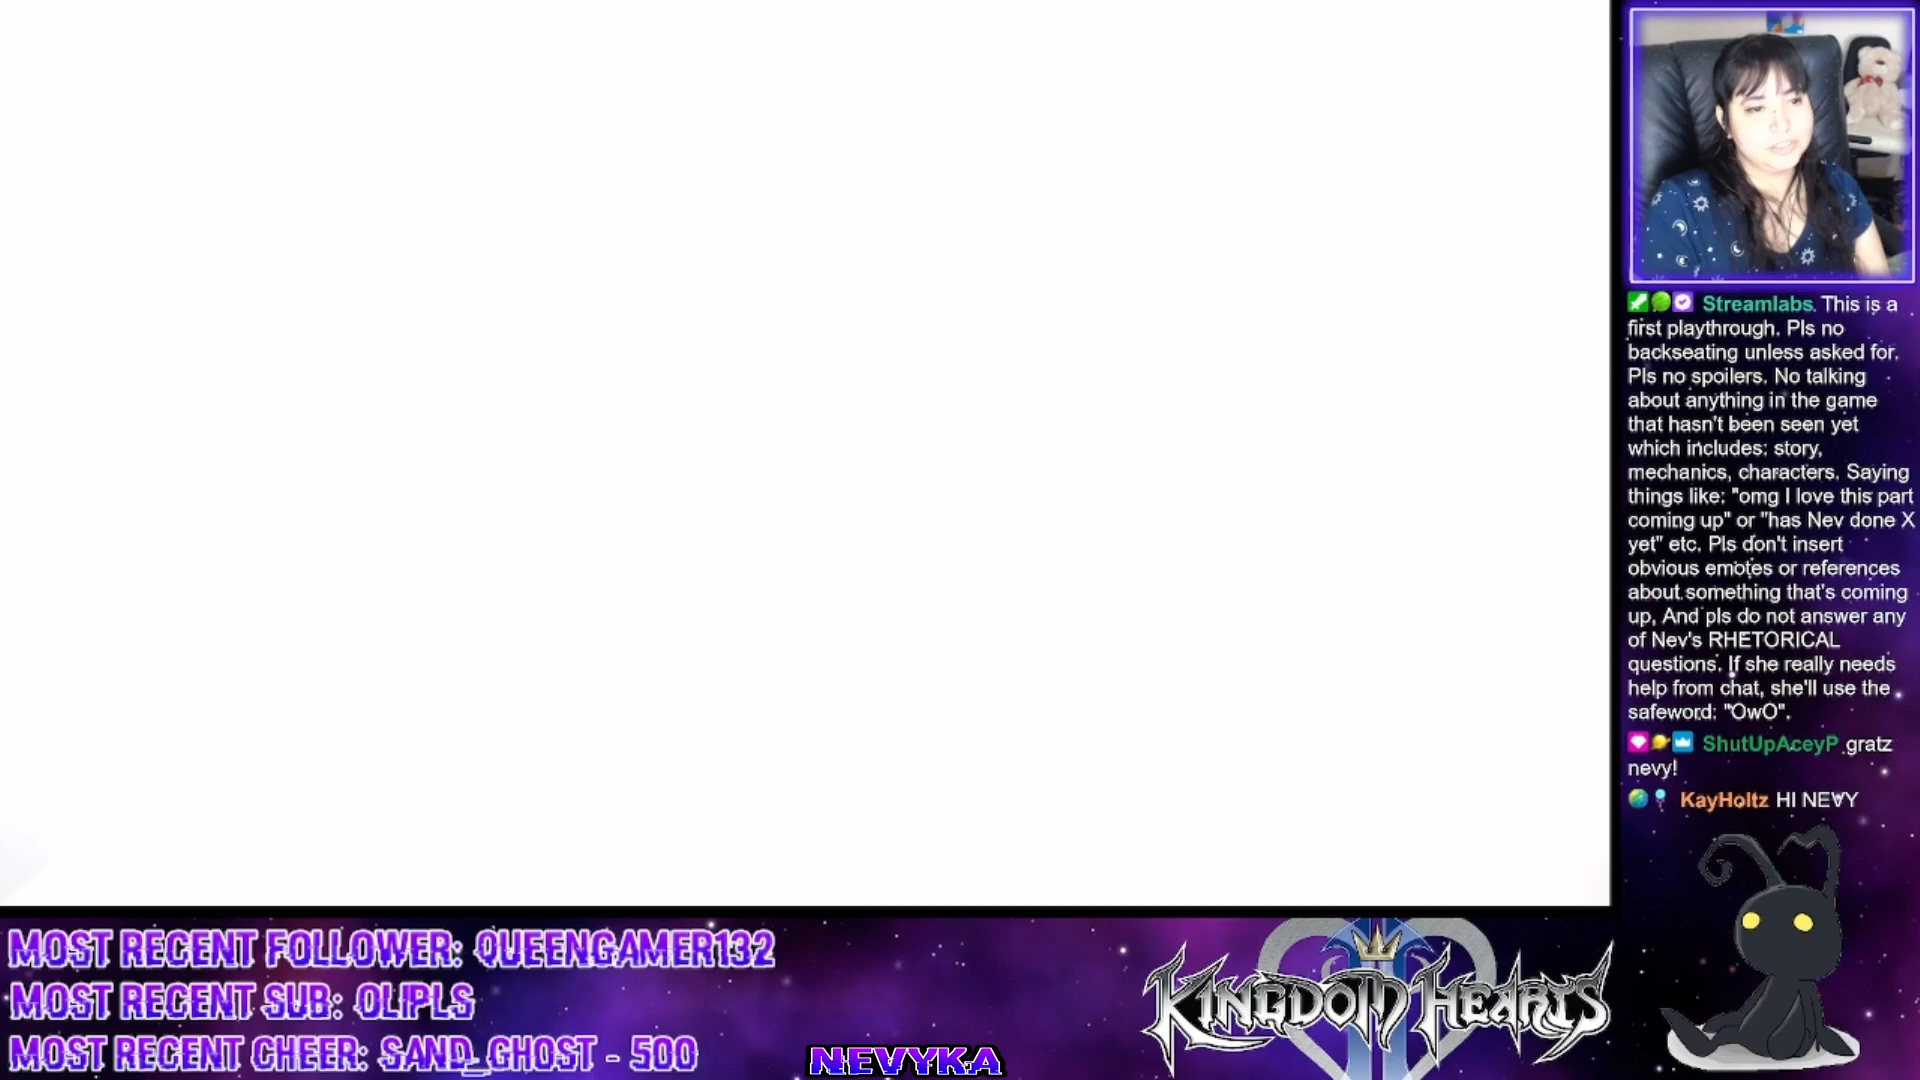 Streamlabs This is a
first playthrough. Pls no
backseating unless asked for.
Pls no spoilers. No talking
about anything in the game
that hasn't been seen yet
which includes: story,
mechanics, characters. Saying
things like: "omg I love this part
coming up" or "has Nev done X
yet" etc. Pls don't insert
obvious emotes or references
about something that's coming
up, And pls do not answer any
of Nev's RHETORICAL
questions. If she really needs
help from chat, she'll use the
safeword: "OwO".
ShutUpAceyP gratz
nevy!
KayHoltz HI NEVY
MOST RECENT FOLLOWER: QUEENGAMER132
MOST RECENT SUB: OLIPLS
MOST RECENT CHEER: SAND_GHOST - 500
NEVYKA
KINGDOM HEARTS
II